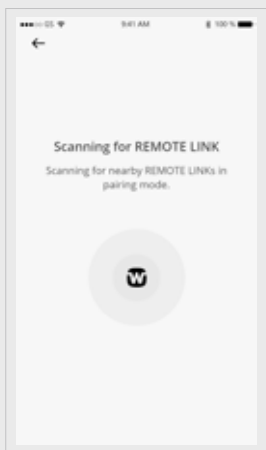 9:41 AM
100 %
Scanning for REMOTE LINK
Scanning for nearby REMOTE LINKs in
pairing mode.
W